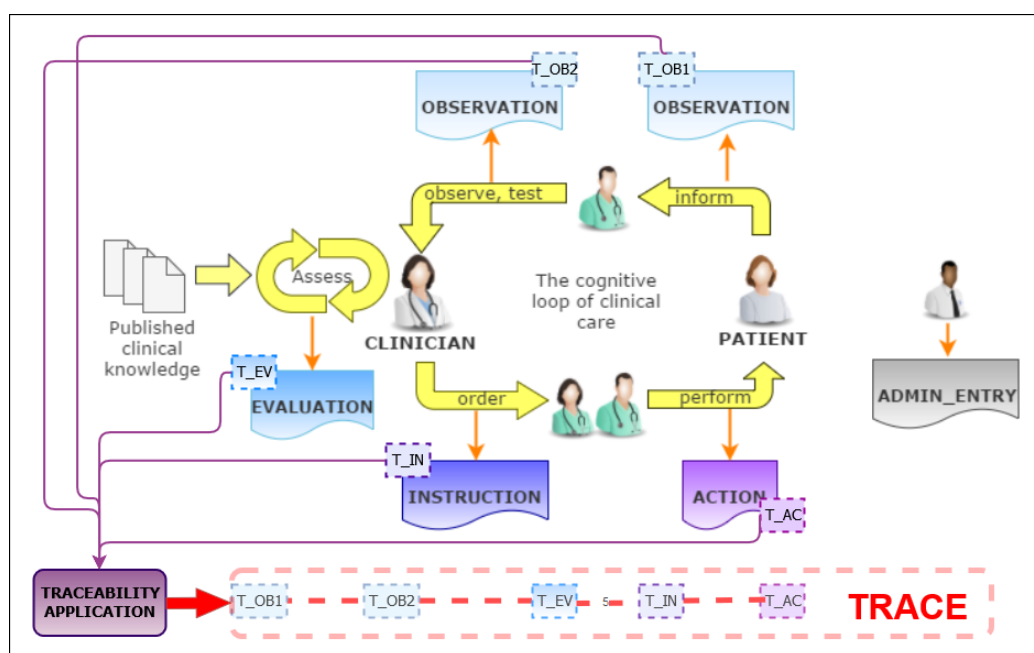 T_OB2
T_OB1
OBSERVATION
OBSERVATION
observe, test
inform
Assess
The cognitive
loop of clinical
care
Published
clinical
knowledge
CLINICIAN
PATIENT
T_EV
EVALUATION
order
perform
ADMIN_ENTRY
T_IN
INSTRUCTION
ACTION
T_AC
TRACEABILITY
APPLICATION
T_OB1
T_OB2
T_EV
5
T_IN
T_AC
TRACE